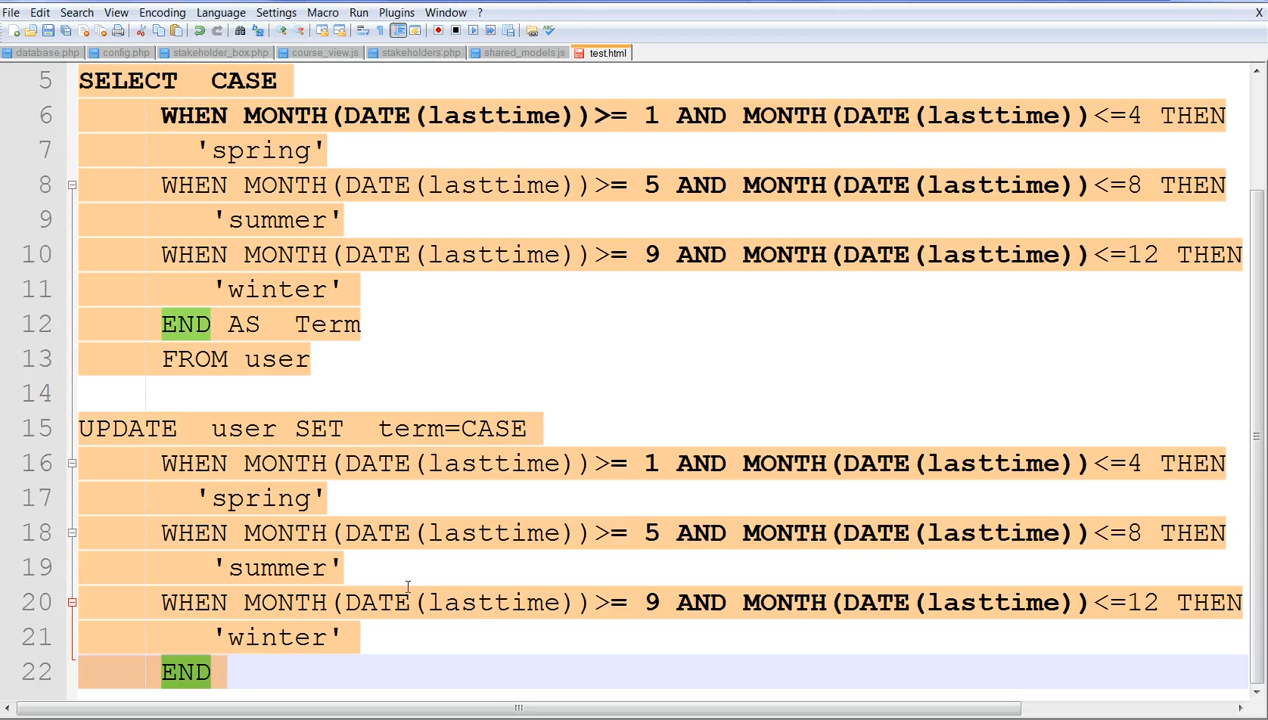 File Edit Search View Encoding Language Settings Macro Run Plugins Window ? X
database.php config.php stakeholder_box.php course_view.js stakeholders.php shared_models.js test.html
5 SELECT CASE
6 WHEN MONTH(DATE(lasttime))>= 1 AND MONTH(DATE(lasttime))<=4 THEN
7 'spring'
8 WHEN MONTH(DATE(lasttime))>= 5 AND MONTH(DATE(lasttime))<=8 THEN
9 'summer'
10 WHEN MONTH(DATE(lasttime))>= 9 AND MONTH(DATE(lasttime))<=12 THEN
11 'winter'
12 END AS Term
13 FROM user
14
15 UPDATE user SET term=CASE
16 WHEN MONTH(DATE(lasttime))>= 1 AND MONTH(DATE(lasttime))<=4 THEN
17 'spring'
18 WHEN MONTH(DATE(lasttime))>= 5 AND MONTH(DATE(lasttime))<=8 THEN
19 'summer'
20 WHEN MONTH(DATE(lasttime))>= 9 AND MONTH(DATE(lasttime))<=12 THEN
21 'winter'
22 END